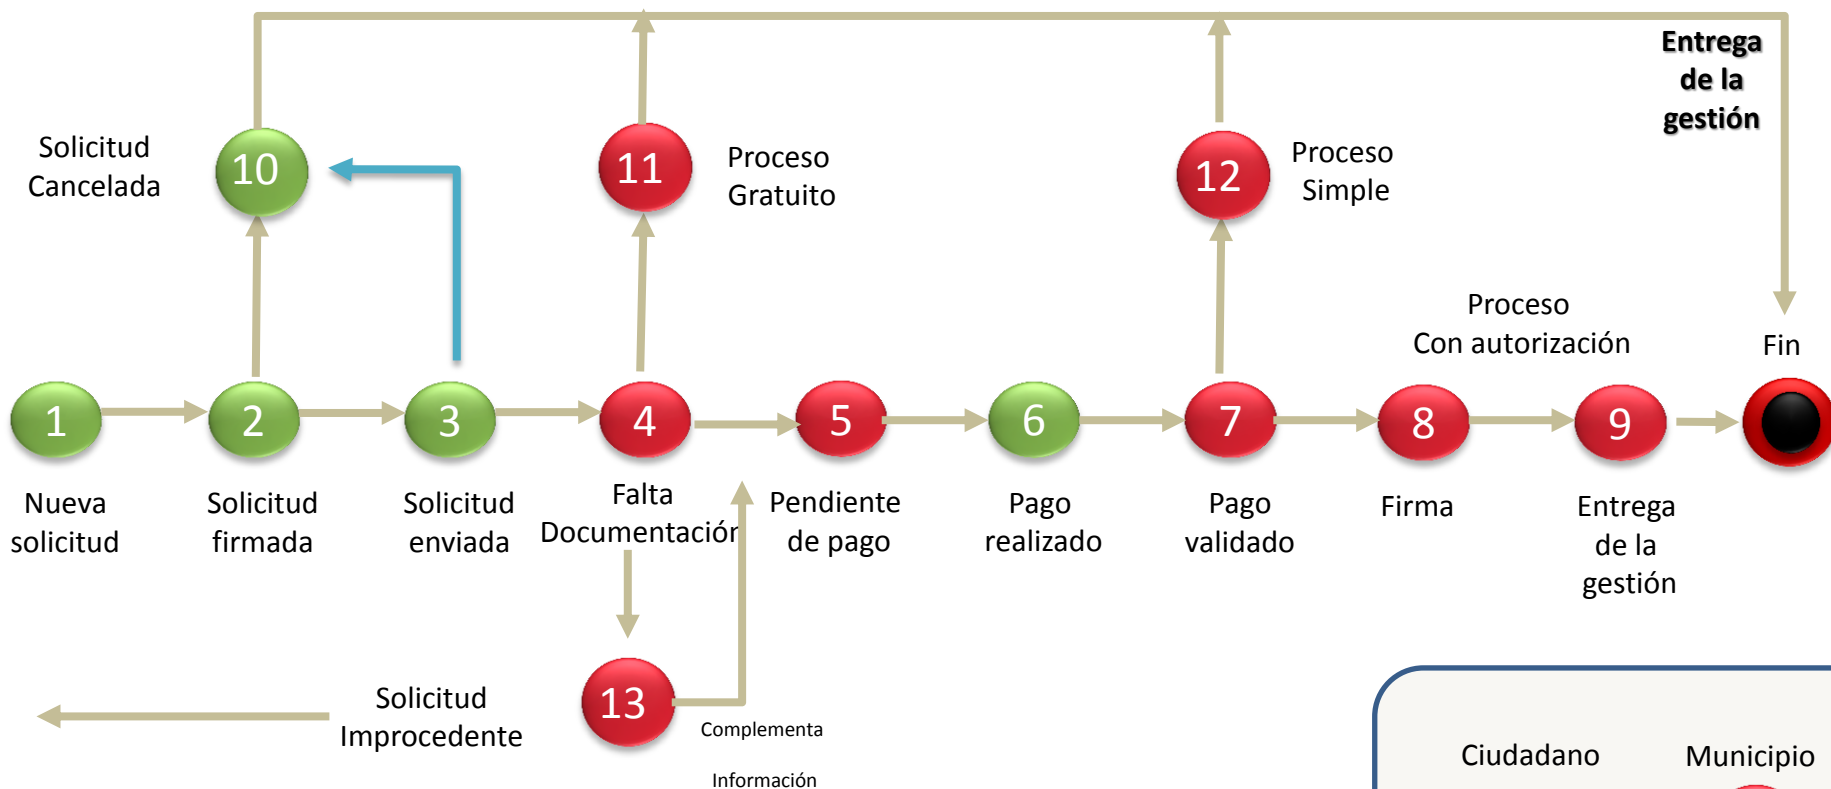 Entrega
de la
gestión
Solicitud
Cancelada
10
11
Proceso
Gratuito
12
Proceso
Simple
Proceso
Con autorización
Fin
1
2
3
4
5
6
7
8
9
Nueva
solicitud
Solicitud
firmada
Solicitud
enviada
Falta
Documentación
Pendiente
de pago
Pago
realizado
Pago
validado
Firma
Entrega
de la
gestión
Solicitud
Improcedente
13
Complementa
Información
Ciudadano
Municipio